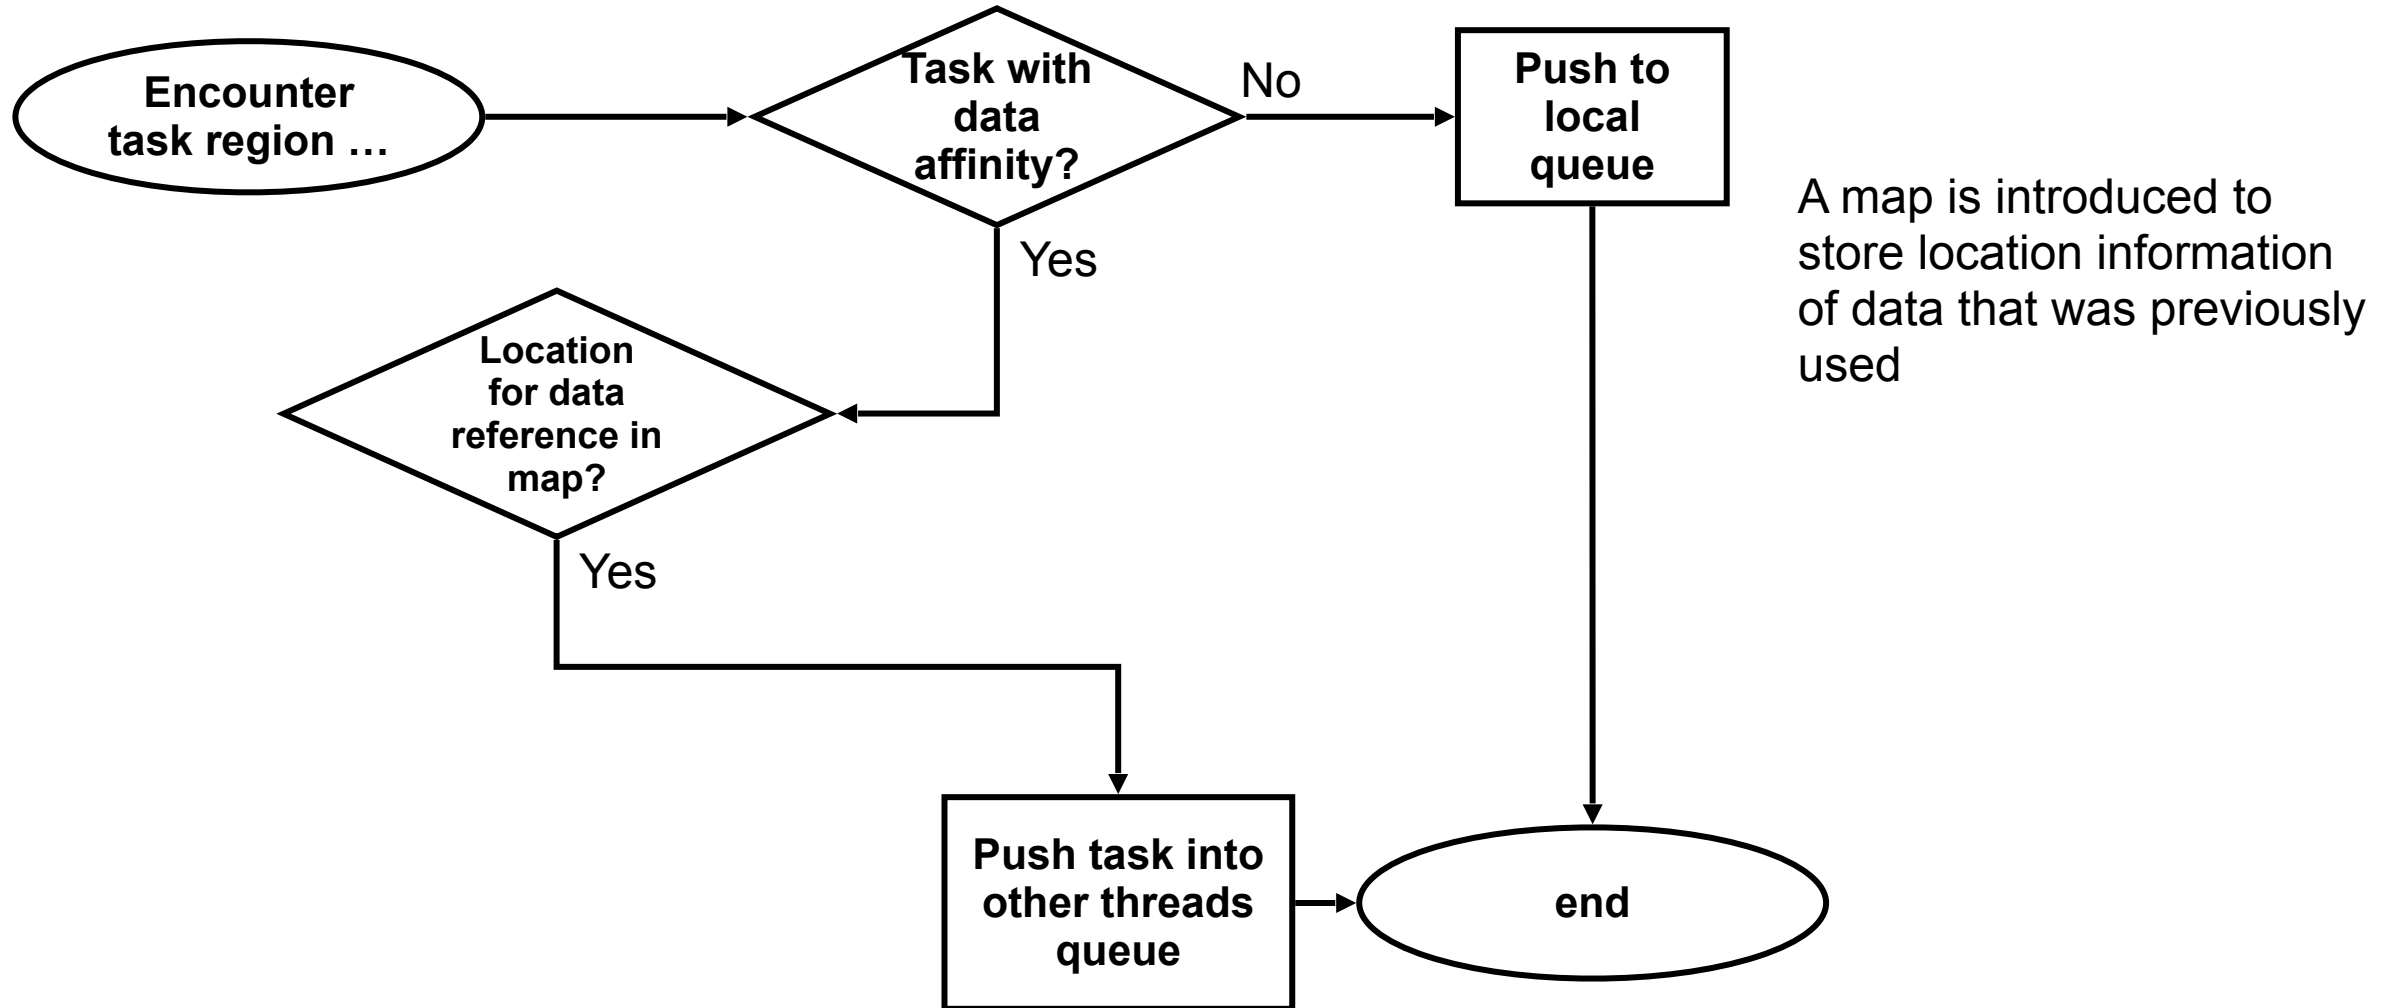 Encounter
task region …
Task with
data
affinity?
No
Push to
local
queue
A map is introduced to
store location information
of data that was previously
used
Yes
Location
for data
reference in
map?
Yes
Push task into
other threads
queue
end